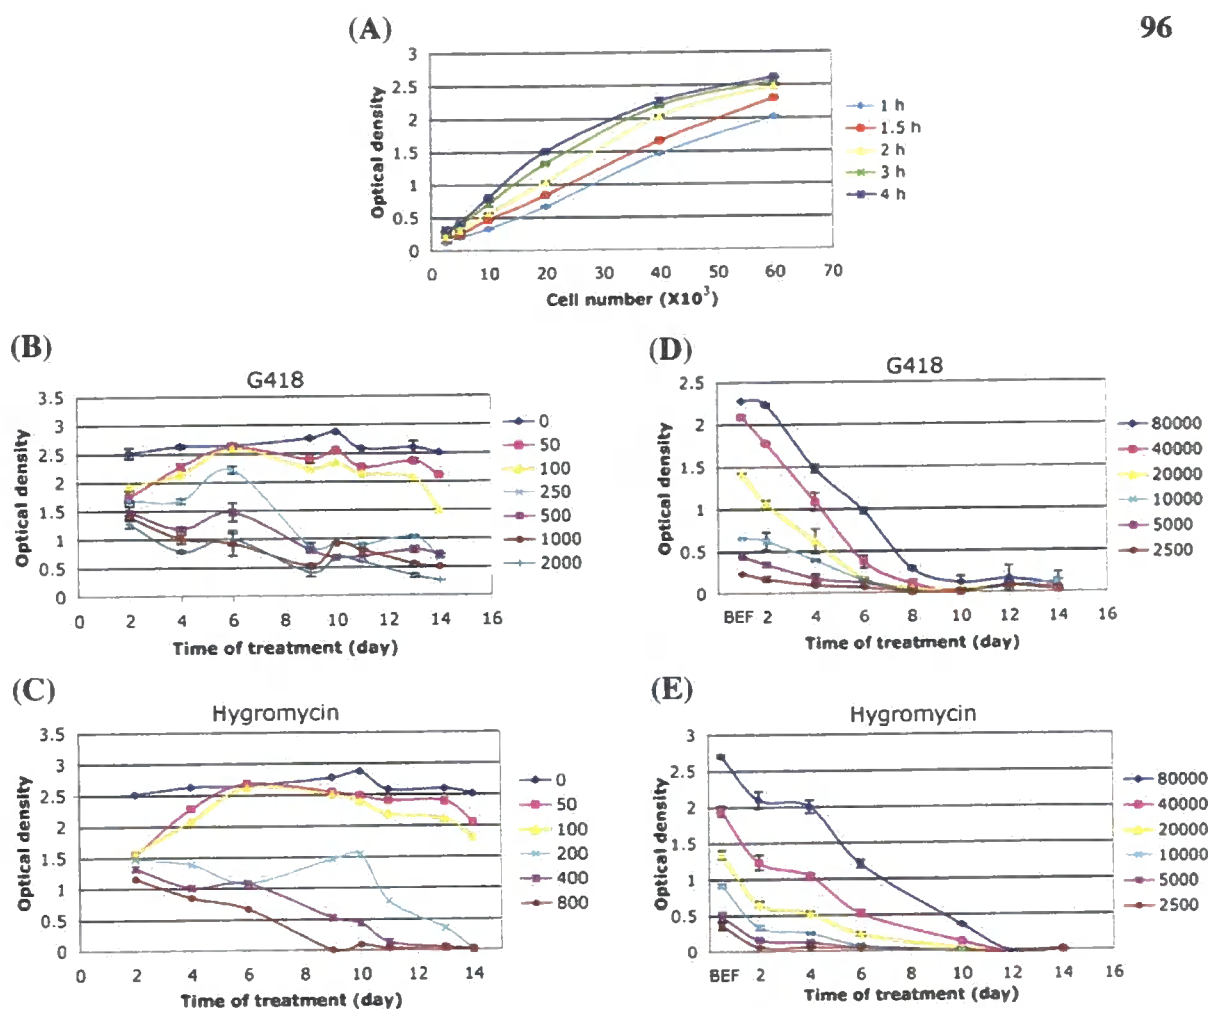 (A)
96
3
2.5
2
1.5
1
0.5
0
Optical density
0 10 20 30 40 50 60 70
Cell number (X10³)
1 h
1.5 h
2 h
3 h
4 h
(B)
G418
3.5
3
2.5
2
1.5
1
0.5
0
Optical density
0 2 4 6 8 10 12 14 16
Time of treatment (day)
0
50
100
250
500
1000
2000
(D)
G418
2.5
2
1.5
1
0.5
0
Optical density
BEF 2 4 6 8 10 12 14 16
Time of treatment (day)
80000
40000
20000
10000
5000
2500
(C)
Hygromycin
3.5
3
2.5
2
1.5
1
0.5
0
Optical density
0 2 4 6 8 10 12 14
Time of treatment (day)
0
50
100
200
400
800
(E)
Hygromycin
3
2.5
2
1.5
1
0.5
0
Optical density
BEF 2 4 6 8 10 12 14 16
Time of treatment (day)
80000
40000
20000
10000
5000
2500